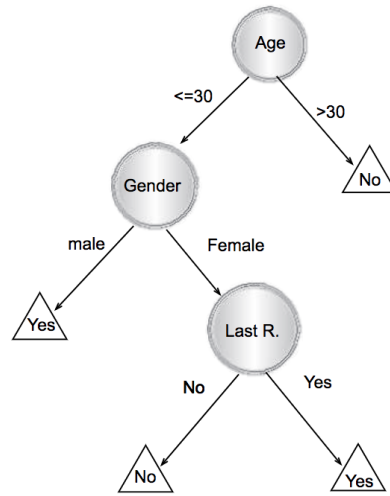 Age
<=30
>30
Gender
No
male
Female
Yes
Last R.
No
Yes
No
Yes